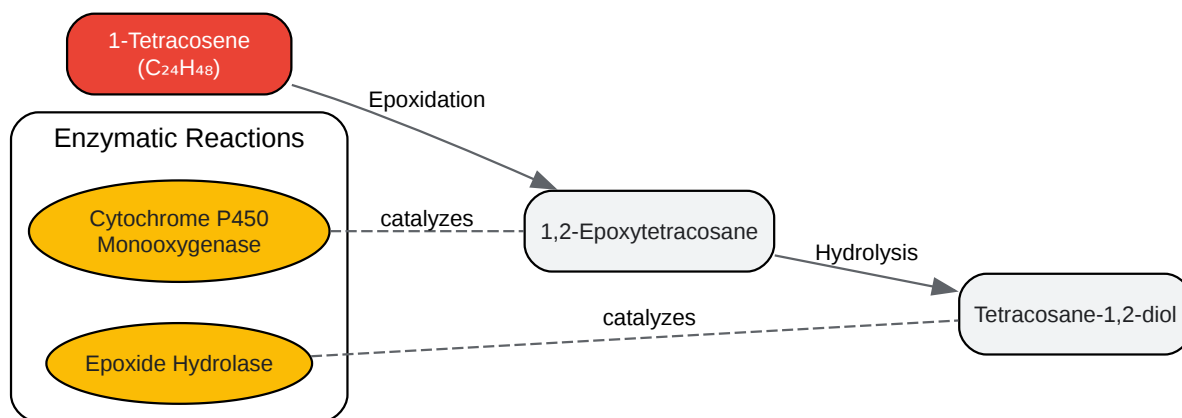 1-Tetracosene
(C₂₄H₄₈)
Epoxidation
Enzymatic Reactions
Cytochrome P450
Monooxygenase
catalyzes
1,2-Epoxytetracosane
Hydrolysis
Tetracosane-1,2-diol
catalyzes
Epoxide Hydrolase